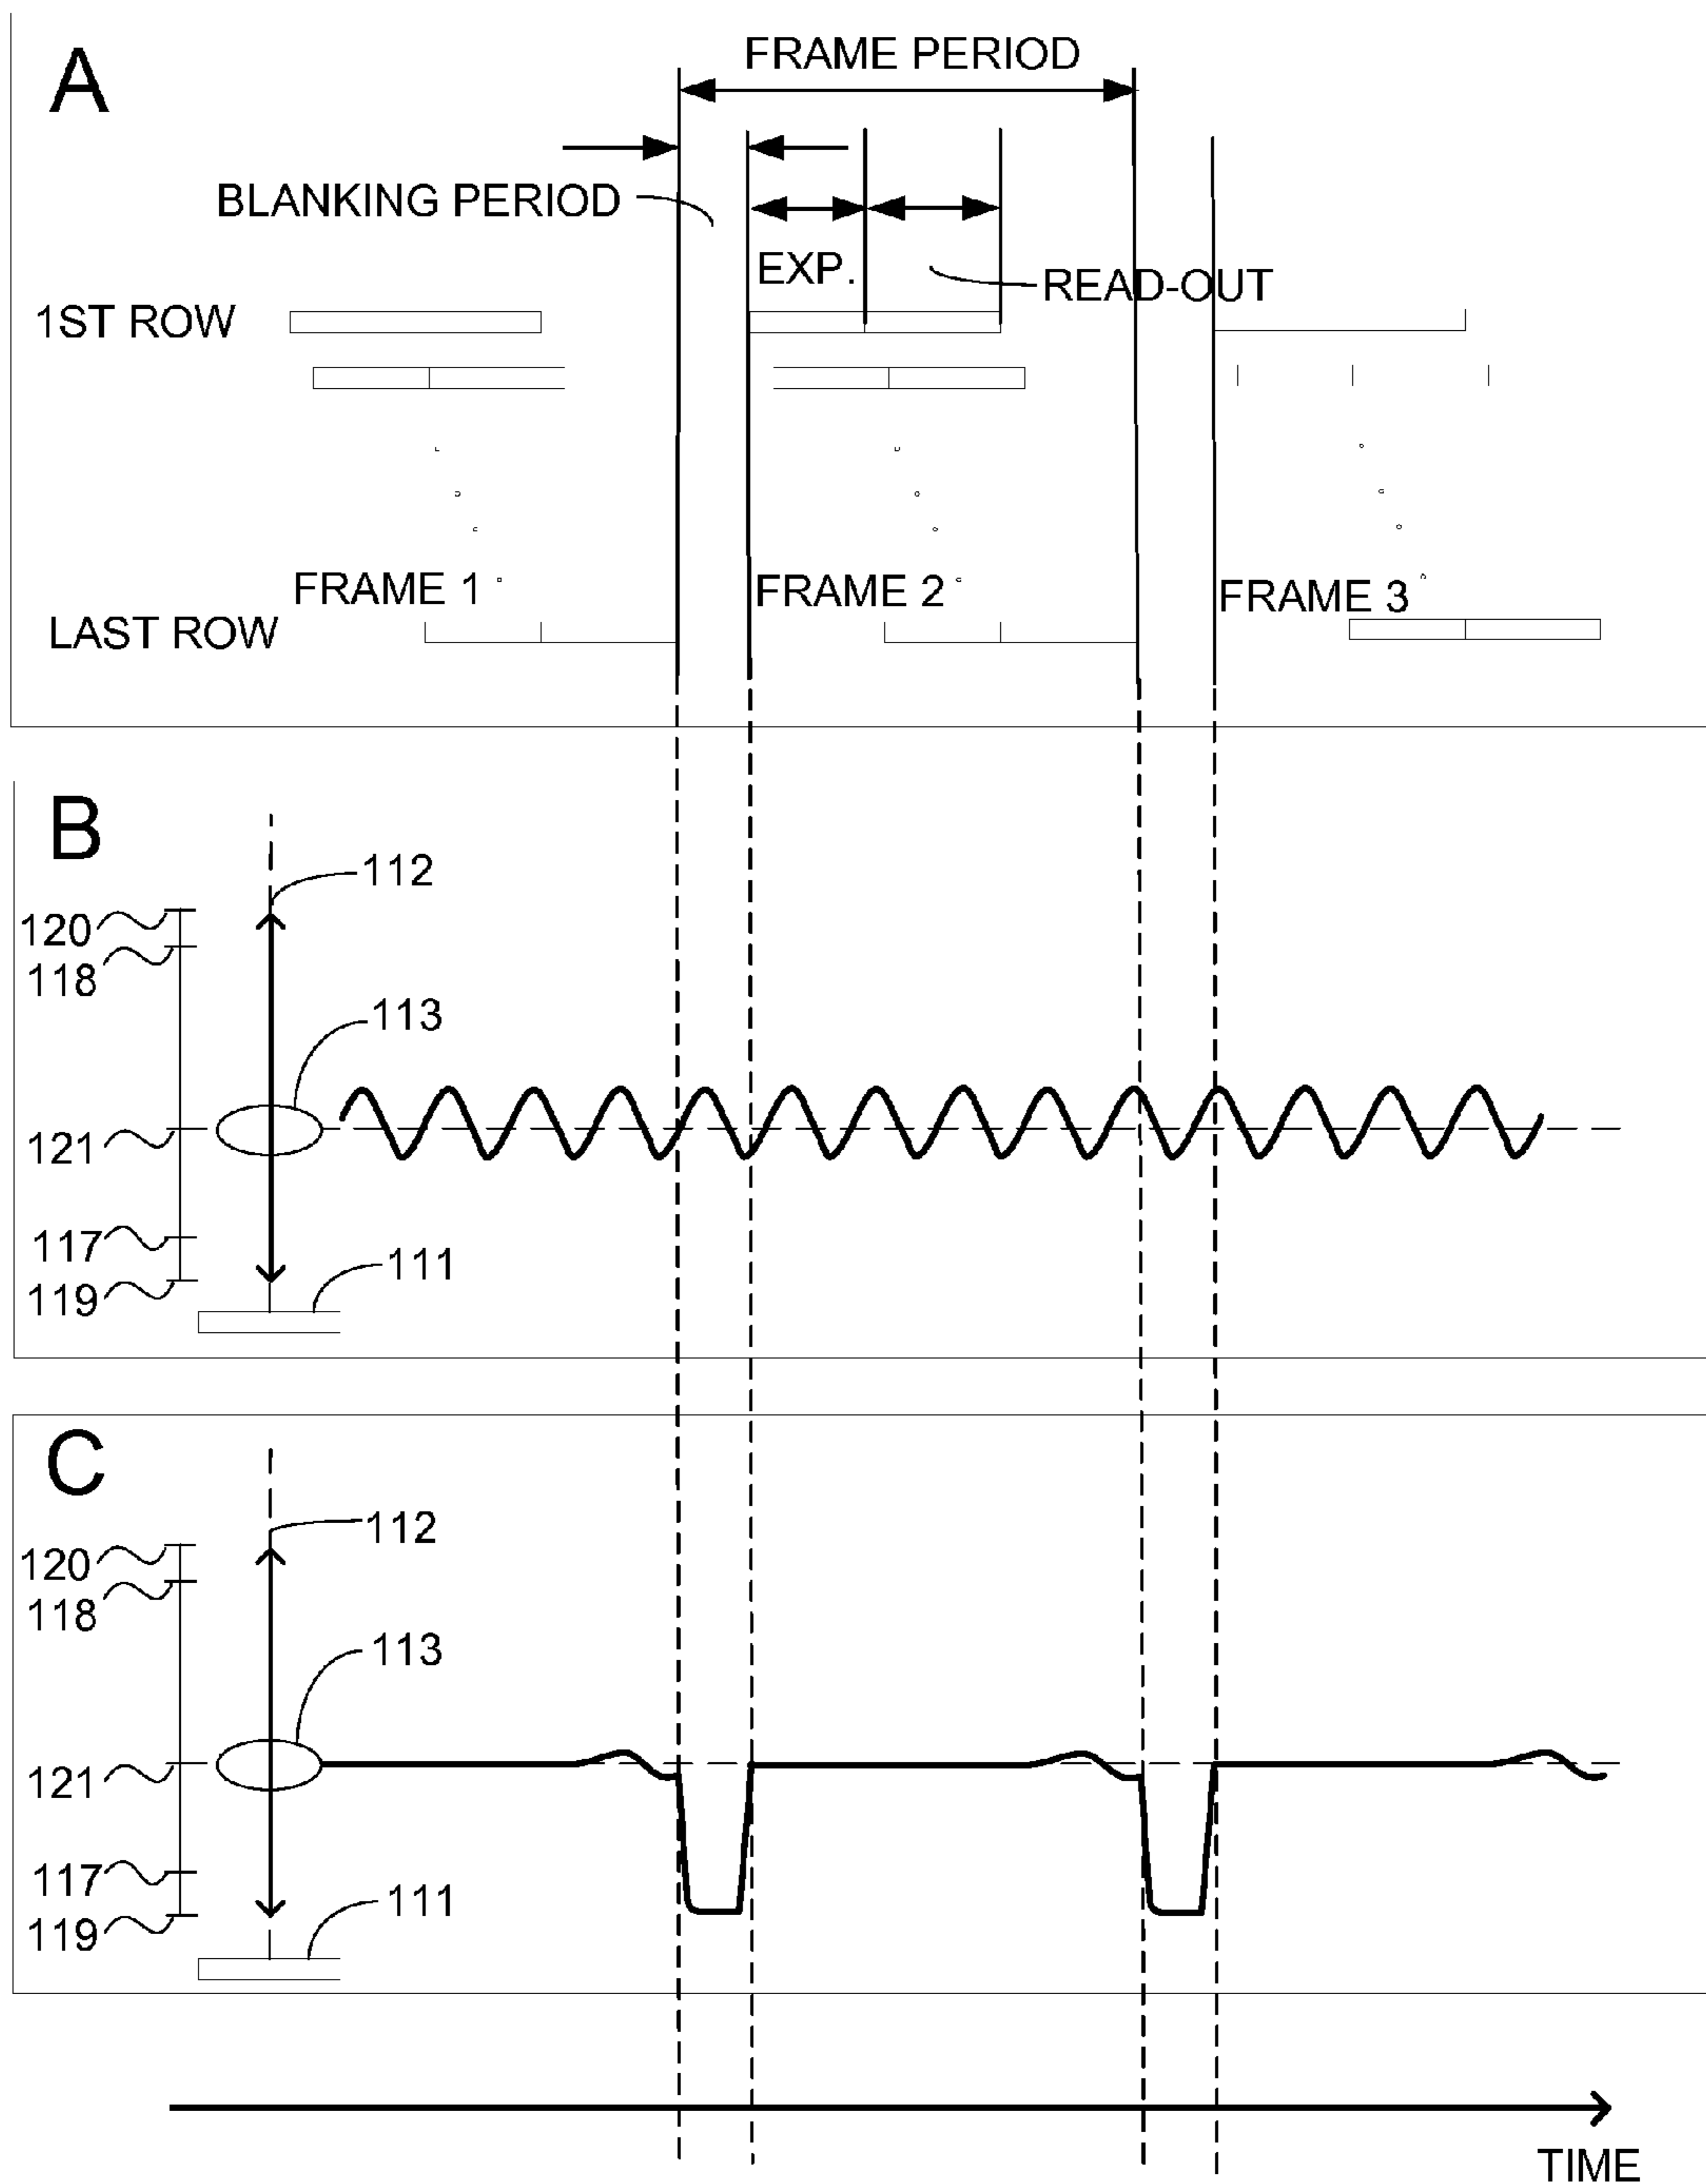 A
FRAME PERIOD
BLANKING PERIOD
EXP.
READ-OUT
1ST ROW
FRAME 1
FRAME 2
FRAME 3
LAST ROW
B
112
120
118
113
121
117
111
119
C
112
120
118
113
121
117
111
119
TIME